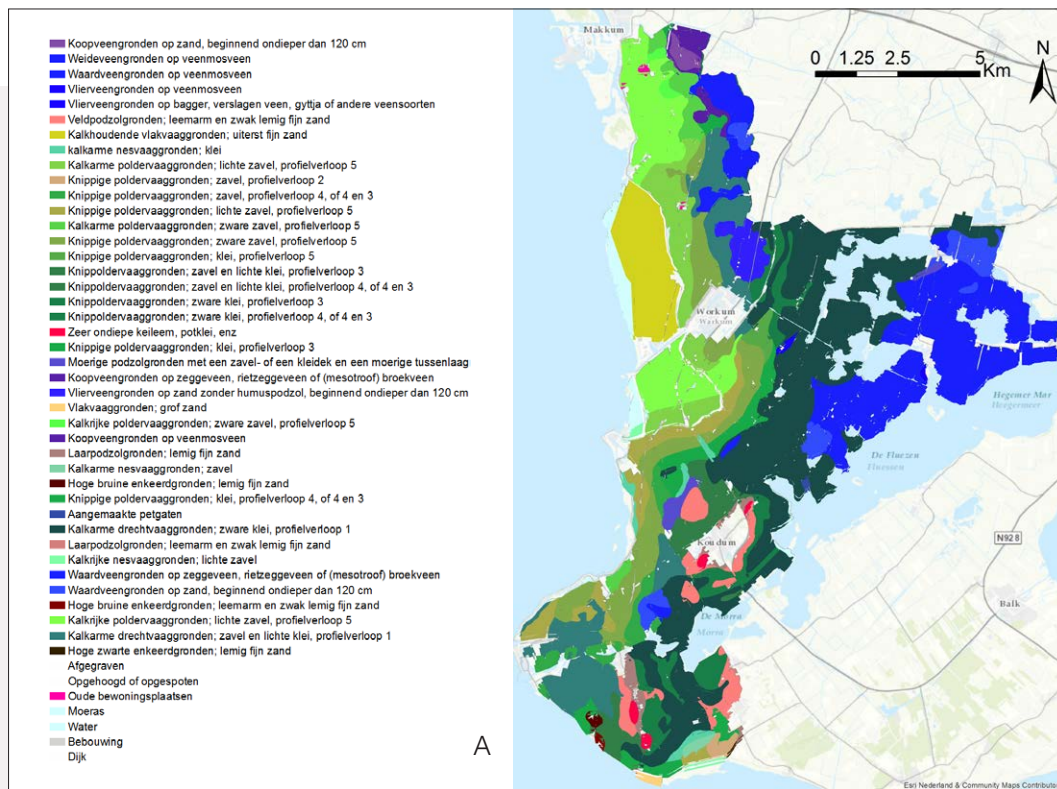 Koopveengronden op zand, beginnend ondieper dan 120 cm
Weideveengronden op veenmosveen
Waardveengronden op veenmosveen
Vlierveengronden op veenmosveen
Vlierveengronden op bagger, verslagen veen, gyttja of andere veensoorten
Veldpodzolgronden; leemarm en zwak lemig fijn zand
Kalkhoudende vlakvaaggronden; uiterst fijn zand
kalkarme nesvaaggronden; klei
Kalkarme poldervaaggronden; lichte zavel, profielverloop 5
Knippige poldervaaggronden; zavel, profielverloop 2
Knippige poldervaaggronden; zavel, profielverloop 4, of 4 en 3
Knippige poldervaaggronden; lichte zavel, profielverloop 5
Kalkarme poldervaaggronden; zware zavel, profielverloop 5
Knippige poldervaaggronden; zware zavel, profielverloop 5
Knippige poldervaaggronden; klei, profielverloop 5
Knippoldervaaggronden; zavel en lichte klei, profielverloop 3
Knippoldervaaggronden; zavel en lichte klei, profielverloop 4, of 4 en 3
Knippoldervaaggronden; zware klei, profielverloop 3
Knippoldervaaggronden; zware klei, profielverloop 4, of 4 en 3
Zeer ondiepe keileem, potklei, enz
Knippige poldervaaggronden; klei, profielverloop 3
Moerige podzolgronden met een zavel- of een kleidek en een moerige tussenlaag
Koopveengronden op zeggeveen, rietzeggeveen of (mesotroof) broekveen
Vlierveengronden op zand zonder humuspodzol, beginnend ondieper dan 120 cm
Vlakvaaggronden; grof zand
Kalkrijke poldervaaggronden; zware zavel, profielverloop 5
Koopveengronden op veenmosveen
Laarpodzolgronden; lemig fijn zand
Kalkarme nesvaaggronden; zavel
Hoge bruine enkeerdgronden; lemig fijn zand
Knippige poldervaaggronden; klei, profielverloop 4, of 4 en 3
Aangemaakte petgaten
Kalkarme drechtvaaggronden; zware klei, profielverloop 1
Laarpodzolgronden; leemarm en zwak lemig fijn zand
Kalkrijke nesvaaggronden; lichte zavel
Waardveengronden op zeggeveen, rietzeggeveen of (mesotroof) broekveen
Waardveengronden op zand, beginnend ondieper dan 120 cm
Hoge bruine enkeerdgronden; leemarm en zwak lemig fijn zand
Kalkrijke poldervaaggronden; lichte zavel, profielverloop 5
Kalkarme drechtvaaggronden; zavel en lichte klei, profielverloop 1
Hoge zwarte enkeerdgronden; lemig fijn zand
Afgegraven
Opgehoogd of opgespoten
Oude bewoningsplaatsen
Moeras
Water
Bebouwing
Dijk
A
Makkum
0 1.25 2.5 5
Km
N
Workum
Warkum
Hegemer Mar
Heegermeer
De Fluezen
Fluessen
Koudum
N928
Balk
De Morra
Morra
Esri Nederland & Community Maps Contributor